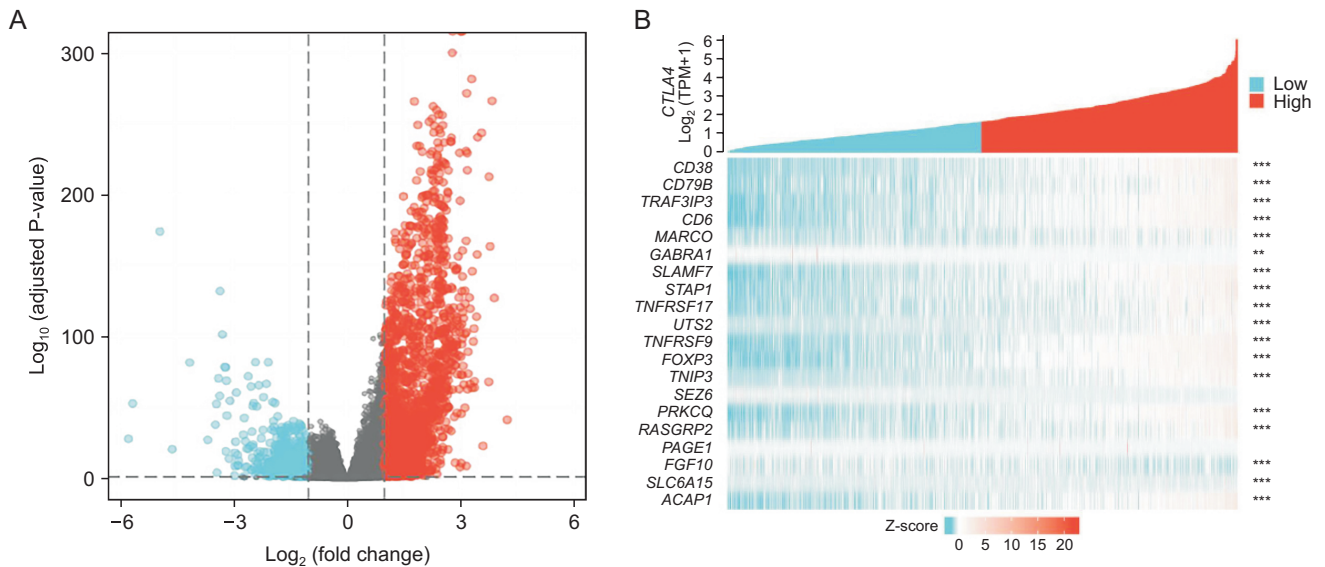 A
Log10 (adjusted P-value)
300
200
100
0
−6
−3
0
3
6
Log2 (fold change)
B
CTLA4
Log2 (TPM+1)
6
5
4
3
2
1
0
Low
High
CD38 ***
CD79B ***
TRAF3IP3 ***
CD6 ***
MARCO ***
GABRA1 **
SLAMF7 ***
STAP1 ***
TNFRSF17 ***
UTS2 ***
TNFRSF9 ***
FOXP3 ***
TNIP3 ***
SEZ6
PRKCQ ***
RASGRP2 ***
PAGE1
FGF10 ***
SLC6A15 ***
ACAP1 ***
Z-score
0 5 10 15 20